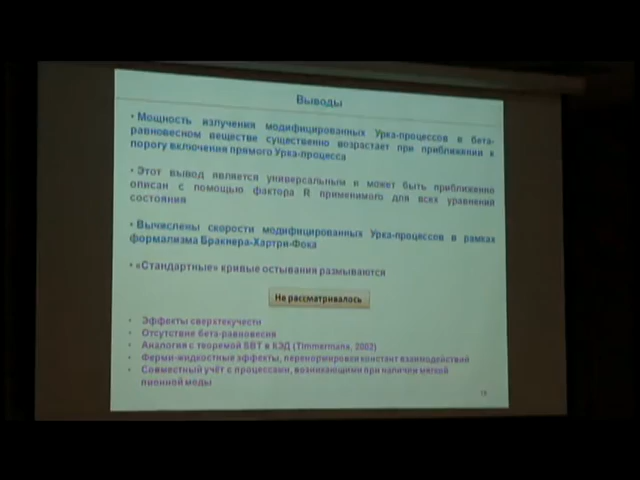 Выводы
• Мощность излучения модифицированных Урка-процессов в бета-
равновесном веществе существенно возрастает при приближении к
порогу включения прямого Урка-процесса
• Этот вывод является универсальным и может быть приближенно
описан с помощью фактора R применимого для всех уравнений
состояния
• Вычислены скорости модифицированных Урка-процессов в рамках
формализма Бракнера-Хартри-Фока
• «Стандартные» кривые остывания размываются
Не рассматривалось
• Эффекты сверхтекучести
• Отсутствие бета-равновесия
• Аналогия с теоремой в КЭД (Timmermans, 2002)
• Ферми-жидкостные эффекты, перенормировки констант взаимодействий
• Совместный учёт с процессами, возникающими при наличии мягкой
пионной моды